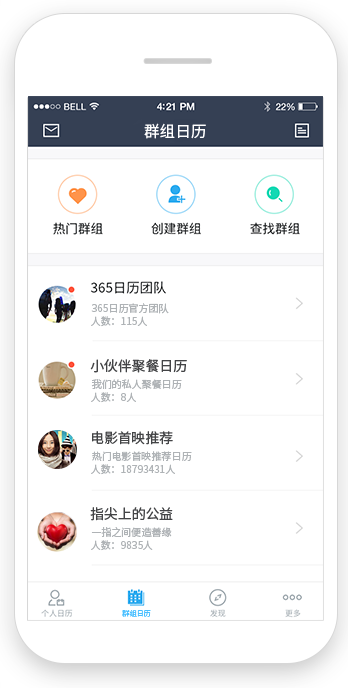 BELL 4:21 PM 22%
群组日历
热门群组 创建群组 查找群组
365日历团队
365日历官方团队
人数：115人
小伙伴聚餐日历
我们的私人聚餐日历
人数：8人
电影首映推荐
热门电影首映推荐日历
人数：18793431人
指尖上的公益
一指之间便造善缘
人数：9835人
个人日历 群组日历 发现 更多